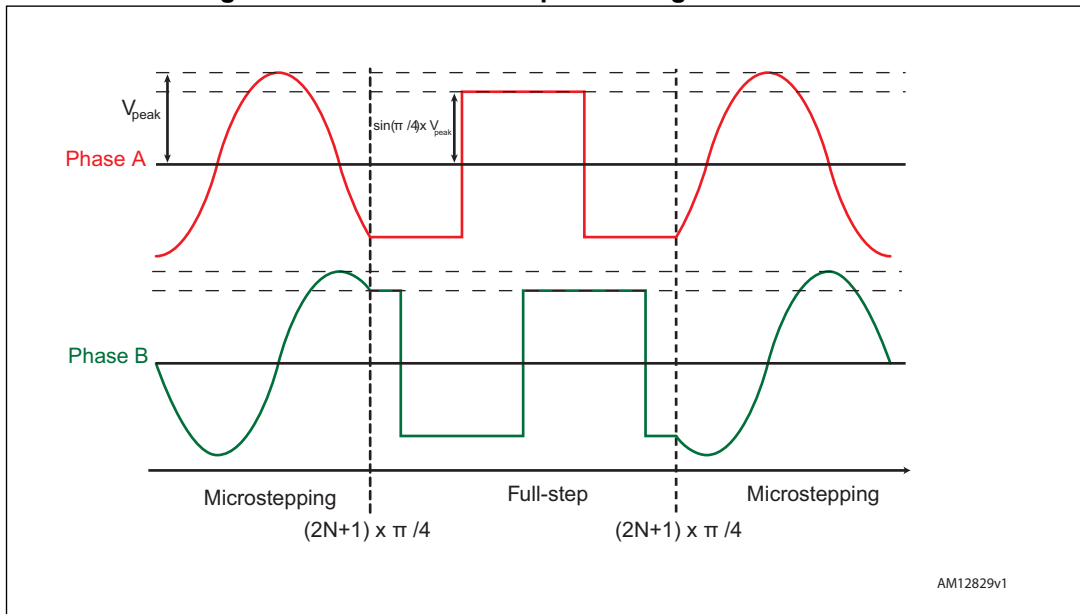 V_peak
sin(π /4)x V_peak
Phase A
Phase B
Microstepping
Full-step
Microstepping
(2N+1) x π /4
(2N+1) x π /4
AM12829v1